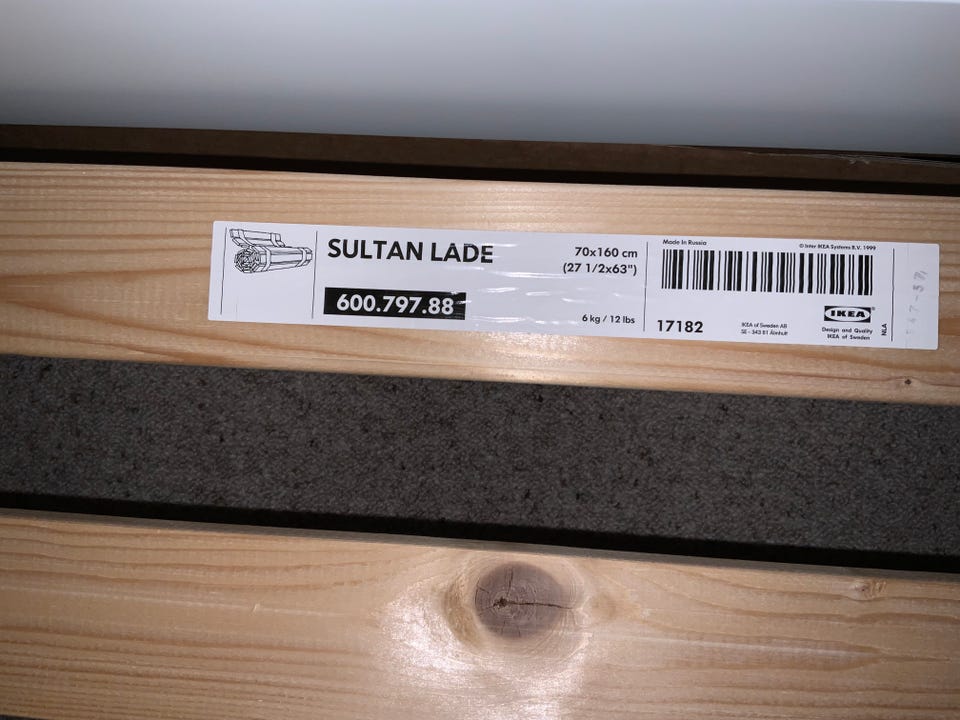 SULTAN LADE
600.797.88
70x160 cm
(27 1/2x63")
6 kg / 12 lbs
Made in Russia
© Inter IKEA Systems B.V. 1999
17182
IKEA of Sweden AB
SE - 343 81 Älmhult
IKEA
Design and Quality
IKEA of Sweden
NLA